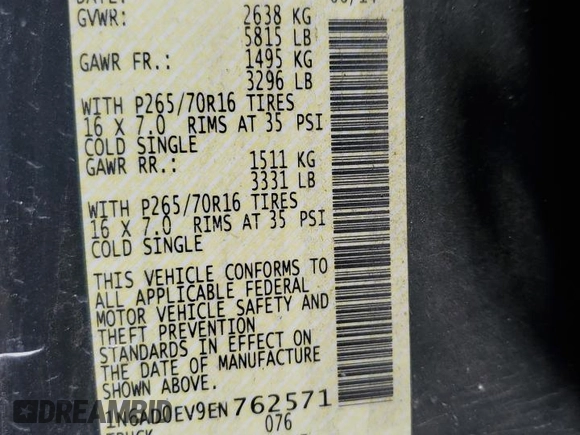 GVWR: 2638 KG
5815 LB
GAWR FR.: 1495 KG
3296 LB
WITH P265/70R16 TIRES
16 X 7.0 RIMS AT 35 PSI
COLD SINGLE
GAWR RR.: 1511 KG
3331 LB
WITH P265/70R16 TIRES
16 X 7.0 RIMS AT 35 PSI
COLD SINGLE
THIS VEHICLE CONFORMS TO
ALL APPLICABLE FEDERAL
MOTOR VEHICLE SAFETY AND
THEFT PREVENTION
STANDARDS IN EFFECT ON
THE DATE OF MANUFACTURE
SHOWN ABOVE.
1N6AD0EV9EN762571
TRUCK 076
DREAMBID